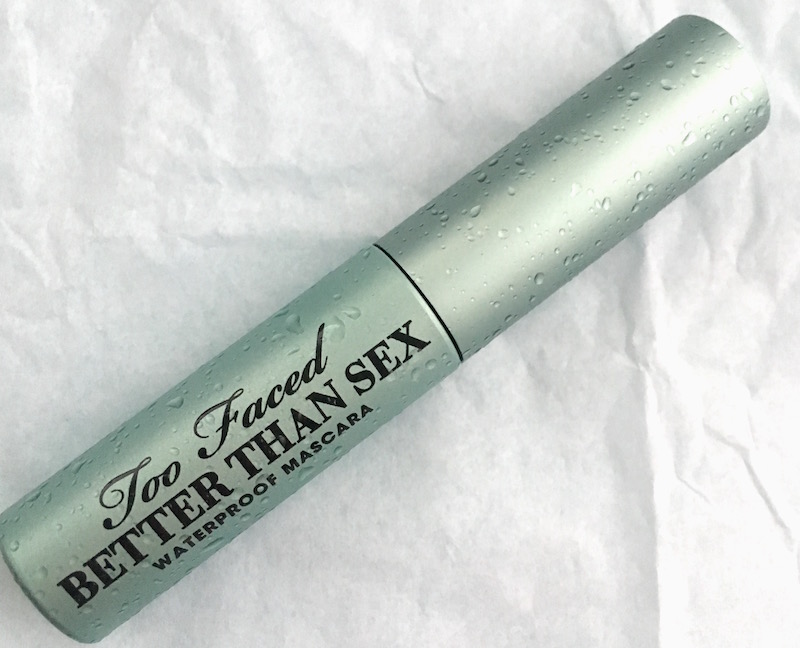 Too Faced
BETTER THAN SEX
WATERPROOF MASCARA